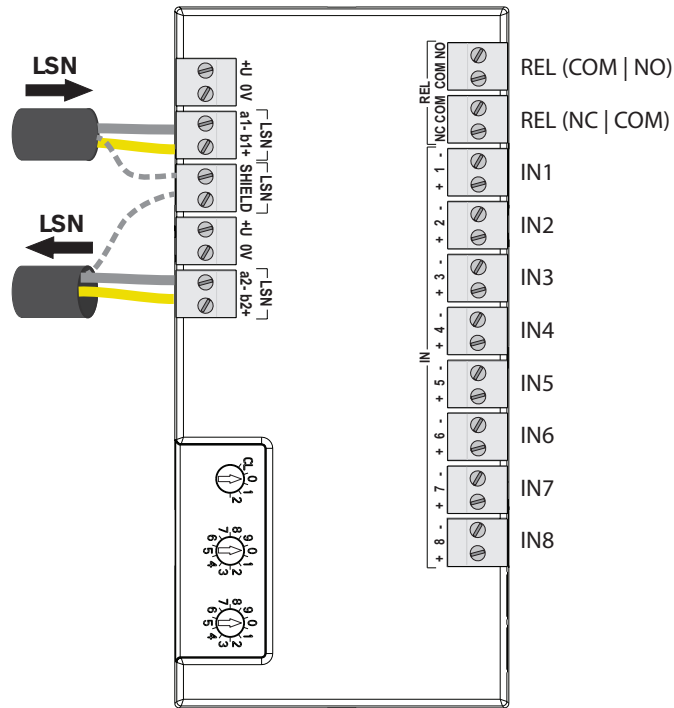 LSN
LSN
+U 0V
a1- b1+
LSN
SHIELD
LSN
+U 0V
a2- b2+
LSN
CL 0 1 2
0 1 2 3 4 5 6 7 8 9
0 1 2 3 4 5 6 7 8 9
REL
COM NO
NC COM
IN
+ 1 -
+ 2 -
+ 3 -
+ 4 -
+ 5 -
+ 6 -
+ 7 -
+ 8 -
REL (COM | NO)
REL (NC | COM)
IN1
IN2
IN3
IN4
IN5
IN6
IN7
IN8